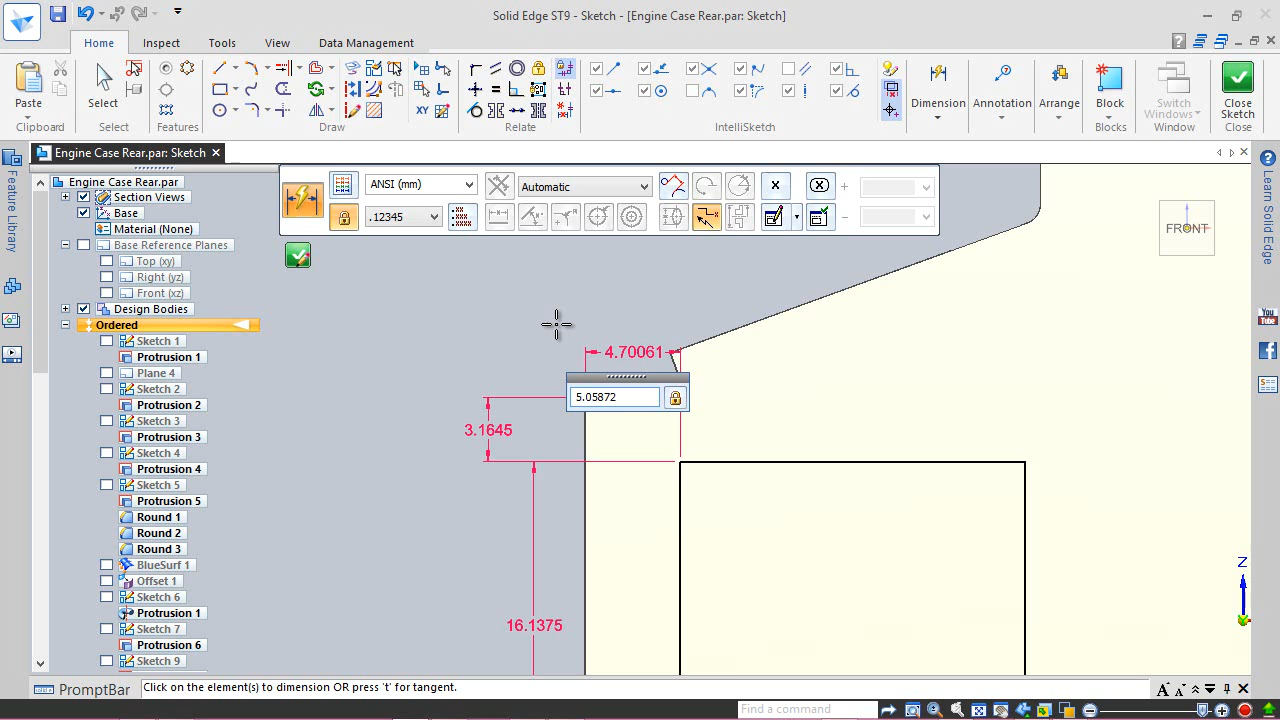 Solid Edge ST9 - Sketch - [Engine Case Rear.par: Sketch]
Home
Inspect
Tools
View
Data Management
Paste
Select
Dimension
Annotation
Arrange
Block
Switch Windows
Close Sketch
Clipboard
Select
Features
Draw
Relate
IntelliSketch
Blocks
Window
Close
Engine Case Rear.par: Sketch
Feature Library
Engine Case Rear.par
Section Views
Base
Material (None)
Base Reference Planes
Top (xy)
Right (yz)
Front (xz)
Design Bodies
Ordered
Sketch 1
Protrusion 1
Plane 4
Sketch 2
Protrusion 2
Sketch 3
Protrusion 3
Sketch 4
Protrusion 4
Sketch 5
Protrusion 5
Round 1
Round 2
Round 3
BlueSurf 1
Offset 1
Sketch 6
Protrusion 1
Sketch 7
Protrusion 6
Sketch 9
ANSI (mm)
Automatic
.12345
FRONT
Learn Solid Edge
You Tube
4.70061
5.05872
3.1645
16.1375
Z
PromptBar
Click on the element(s) to dimension OR press 't' for tangent.
Find a command